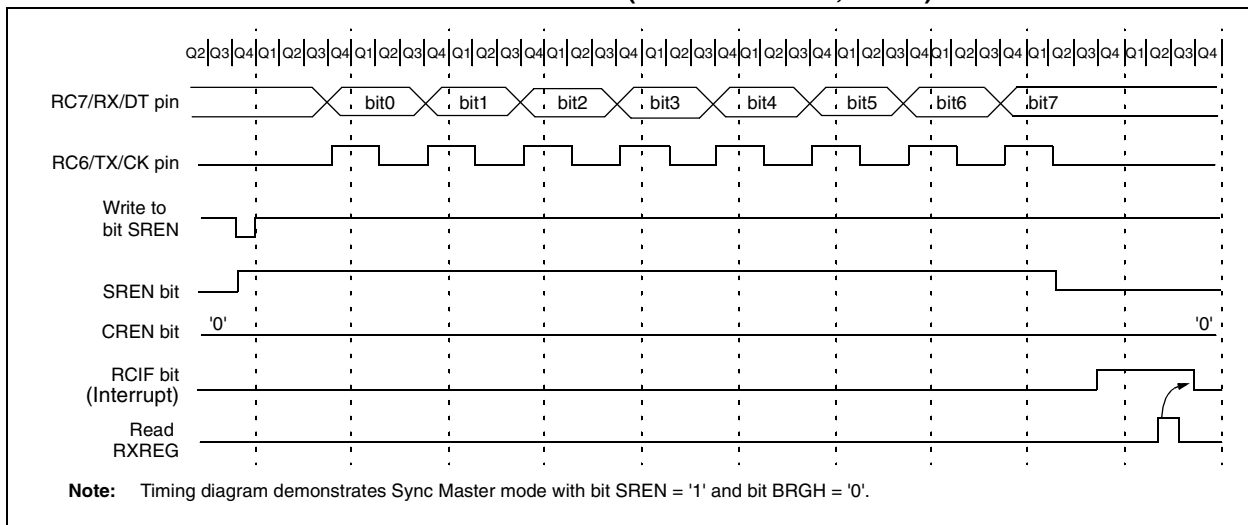 Q2 Q3 Q4 Q1 Q2 Q3 Q4 Q1 Q2 Q3 Q4 Q1 Q2 Q3 Q4 Q1 Q2 Q3 Q4 Q1 Q2 Q3 Q4 Q1 Q2 Q3 Q4 Q1 Q2 Q3 Q4 Q1 Q2 Q3 Q4 Q1 Q2 Q3 Q4 Q1 Q2 Q3 Q4
RC7/RX/DT pin bit0 bit1 bit2 bit3 bit4 bit5 bit6 bit7
RC6/TX/CK pin
Write to
bit SREN
SREN bit
CREN bit '0' '0'
RCIF bit
(Interrupt)
Read
RXREG
Note: Timing diagram demonstrates Sync Master mode with bit SREN = '1' and bit BRGH = '0'.